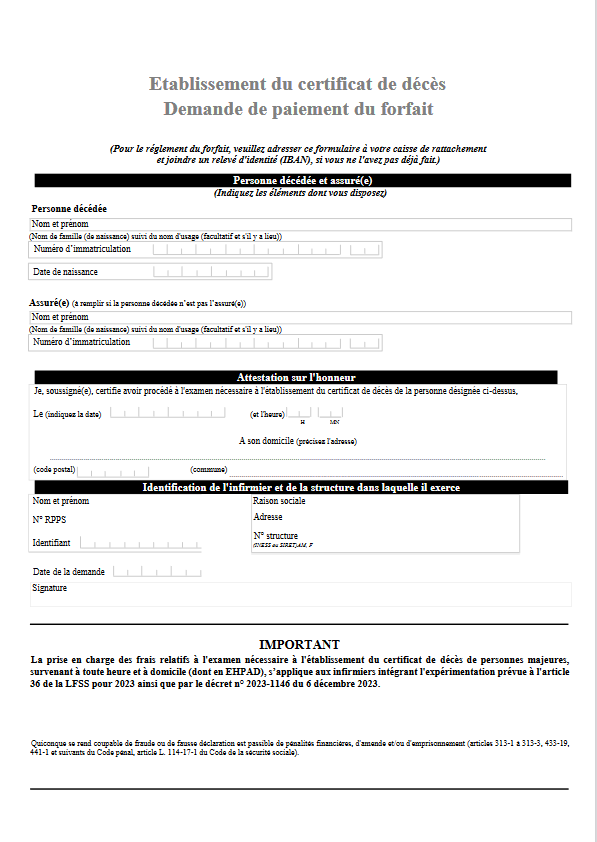 Etablissement du certificat de décès
Demande de paiement du forfait
(Pour le réglement du forfait, veuillez adresser ce formulaire à votre caisse de rattachement
et joindre un relevé d'identité (IBAN), si vous ne l'avez pas déjà fait.)
Personne décédée et assuré(e)
(Indiquez les éléments dont vous disposez)
Personne décédée
Nom et prénom
(Nom de famille (de naissance) suivi du nom d'usage (facultatif et s'il y a lieu))
Numéro d'immatriculation
Date de naissance
Assuré(e) (à remplir si la personne décédée n'est pas l'assuré(e))
Nom et prénom
(Nom de famille (de naissance) suivi du nom d'usage (facultatif et s'il y a lieu))
Numéro d'immatriculation
Attestation sur l'honneur
Je, soussigné(e), certifie avoir procédé à l'examen nécessaire à l'établissement du certificat de décès de la personne désignée ci-dessus,
Le (indiquez la date) (et l'heure)
H MN
A son domicile (précisez l'adresse)
(code postal) (commune)
Identification de l'infirmier et de la structure dans laquelle il exerce
Nom et prénom
N° RPPS
Identifiant
Raison sociale
Adresse
N° structure
(FINESS ou SIRET)AM, F
Date de la demande
Signature
IMPORTANT
La prise en charge des frais relatifs à l'examen nécessaire à l'établissement du certificat de décès de personnes majeures,
survenant à toute heure et à domicile (dont en EHPAD), s'applique aux infirmiers intégrant l'expérimentation prévue à l'article
36 de la LFSS pour 2023 ainsi que par le décret n° 2023-1146 du 6 décembre 2023.
Quiconque se rend coupable de fraude ou de fausse déclaration est passible de pénalités financières, d'amende et/ou d'emprisonnement (articles 313-1 à 313-3, 433-19,
441-1 et suivants du Code pénal, article L. 114-17-1 du Code de la sécurité sociale).